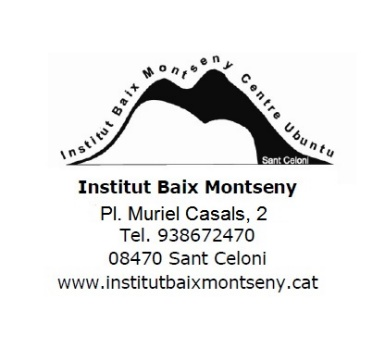 Institut Baix Montseny Centre Ubuntu
Sant Celoni
Institut Baix Montseny
Pl. Muriel Casals, 2
Tel. 938672470
08470 Sant Celoni
www.institutbaixmontseny.cat